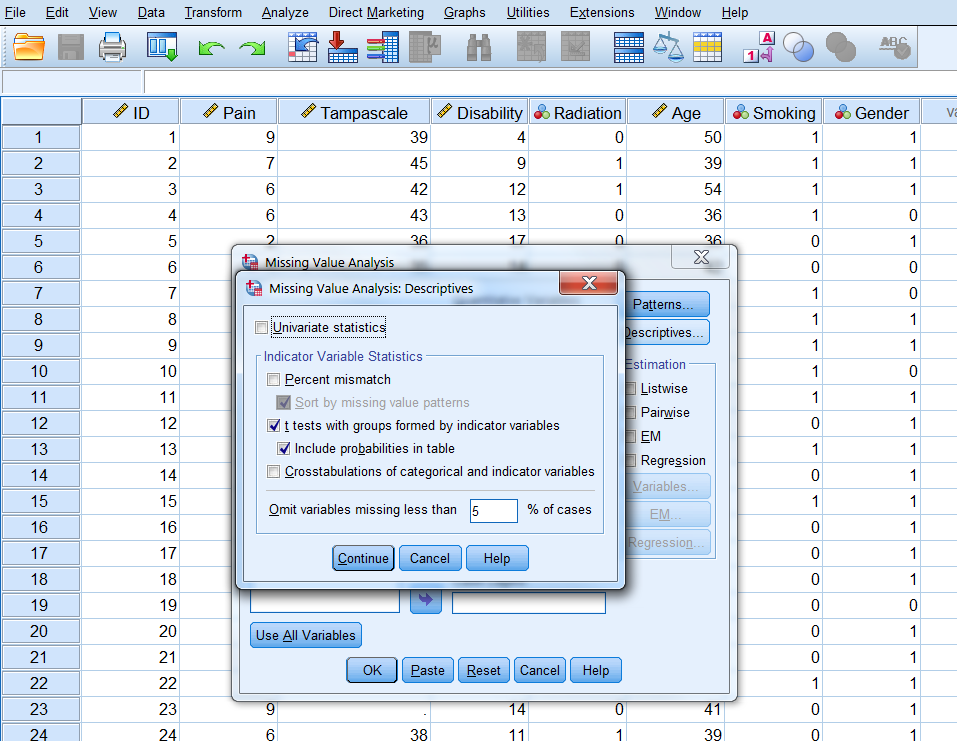 File Edit View Data Transform Analyze Direct Marketing Graphs Utilities Extensions Window Help
A
1
ABC
ID Pain Tampascale Disability Radiation Age Smoking Gender va
1 1 9 39 4 0 50 1 1
2 2 7 45 9 1 39 1 1
3 3 6 42 12 1 54 1 1
4 4 6 43 13 0 36 1 0
5 5 2 36 17 0 36 0 1
6 6 0 0
7 7 1 0
8 8 1 1
9 9 1 1
10 10 1 0
11 11 1 1
12 12 0 1
13 13 1 1
14 14 0 1
15 15 1 1
16 16 0 1
17 17 0 1
18 18 0 1
19 19 0 0
20 20 0 1
21 21 0 1
22 22 1 1
23 23 9 . 14 0 41 0 1
24 24 6 38 11 1 39 0 1
Missing Value Analysis
Missing Value Analysis: Descriptives
Univariate statistics
Indicator Variable Statistics
Percent mismatch
Sort by missing value patterns
t tests with groups formed by indicator variables
Include probabilities in table
Crosstabulations of categorical and indicator variables
Omit variables missing less than 5 % of cases
Continue Cancel Help
Patterns...
Descriptives...
Estimation
Listwise
Pairwise
EM
Regression
Variables...
EM...
Regression...
Use All Variables
OK Paste Reset Cancel Help